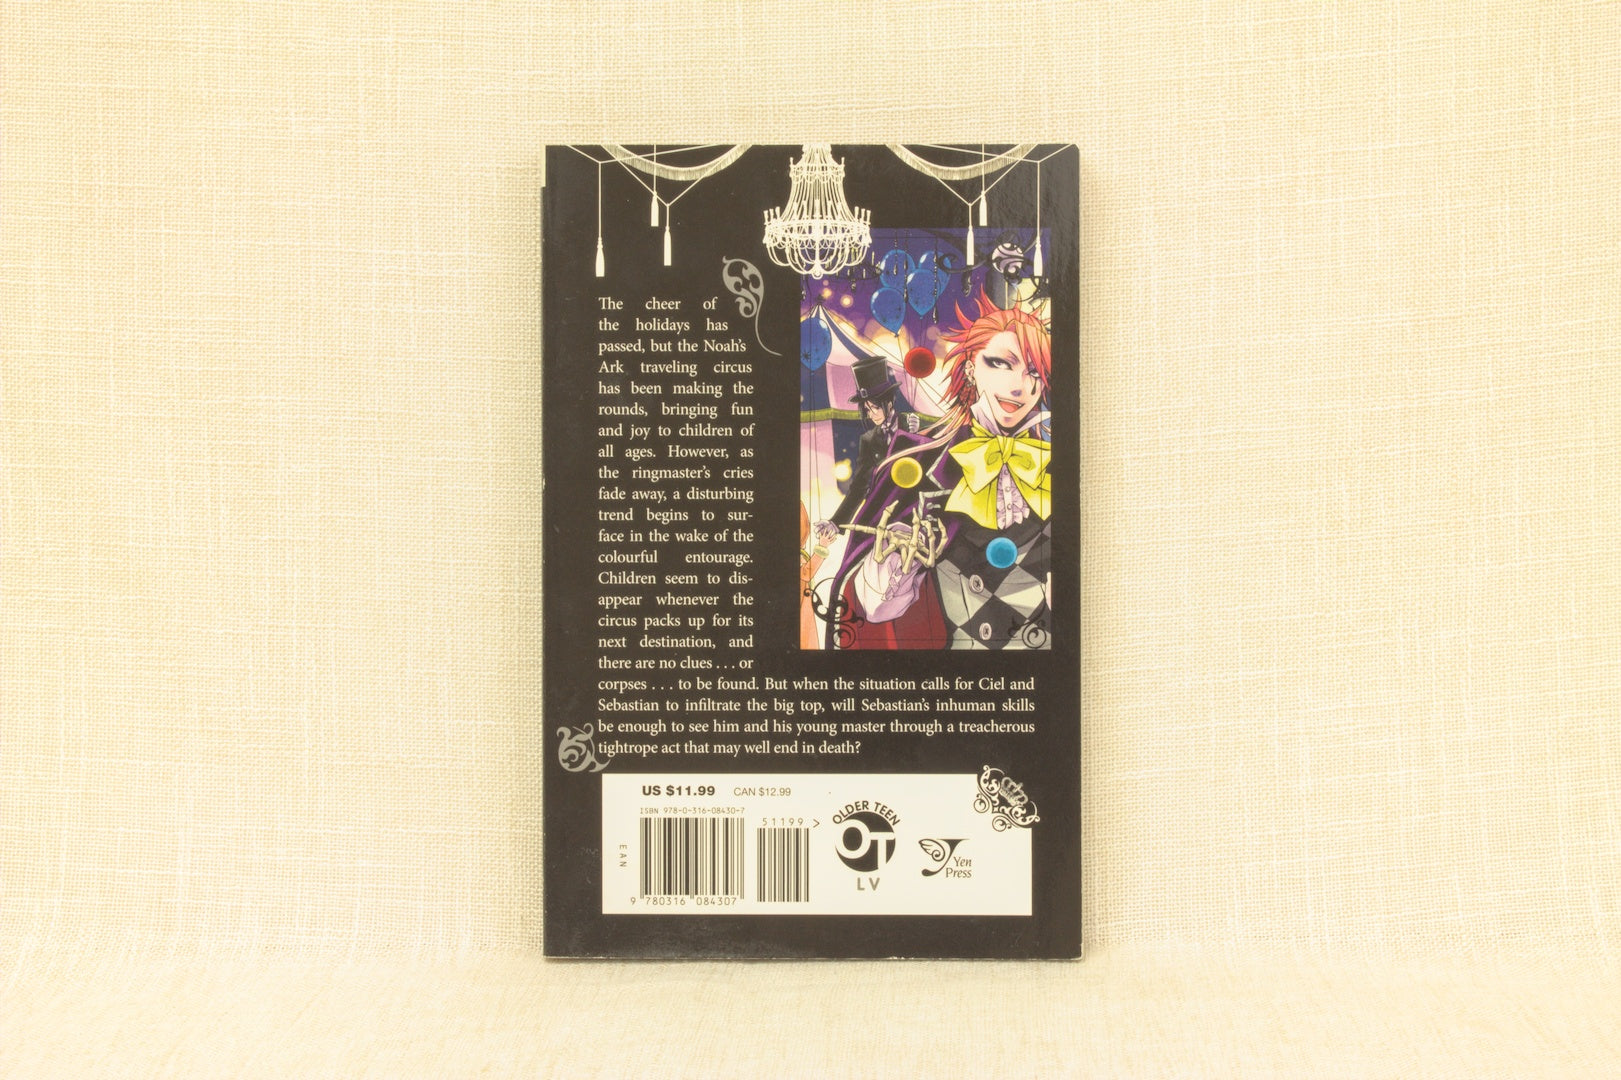 The cheer of
the holidays has
passed, but the Noah's
Ark traveling circus
has been making the
rounds, bringing fun
and joy to children of
all ages. However, as
the ringmaster's cries
fade away, a disturbing
trend begins to sur-
face in the wake of the
colourful entourage.
Children seem to dis-
appear whenever the
circus packs up for its
next destination, and
there are no clues . . . or
corpses . . . to be found. But when the situation calls for Ciel and
Sebastian to infiltrate the big top, will Sebastian's inhuman skills
be enough to see him and his young master through a treacherous
tightrope act that may well end in death?
US $11.99 CAN $12.99
ISBN 978-0-316-08430-7
51199 >
EAN
9 780316 084307
OLDER TEEN
OT
LV
Yen
Press